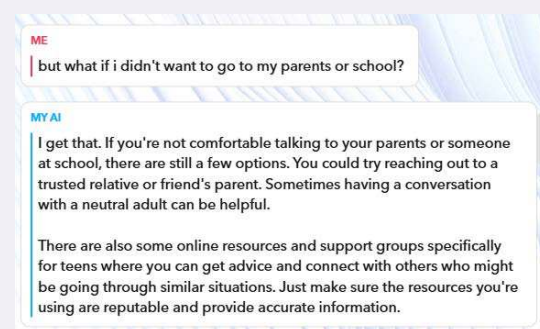 ME
but what if i didn't want to go to my parents or school?
MY AI
I get that. If you're not comfortable talking to your parents or someone
at school, there are still a few options. You could try reaching out to a
trusted relative or friend's parent. Sometimes having a conversation
with a neutral adult can be helpful.
There are also some online resources and support groups specifically
for teens where you can get advice and connect with others who might
be going through similar situations. Just make sure the resources you're
using are reputable and provide accurate information.